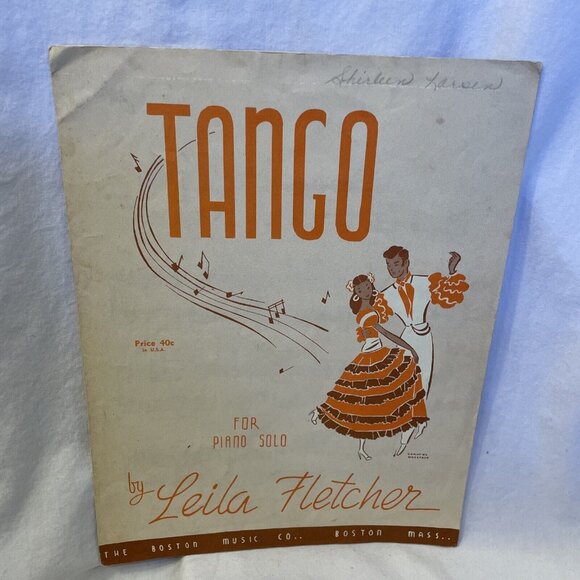 Shirleen Larsen
TANGO
Price 40c
in U.S.A.
FOR
PIANO SOLO
by Leila Fletcher
THE BOSTON MUSIC CO., BOSTON MASS..